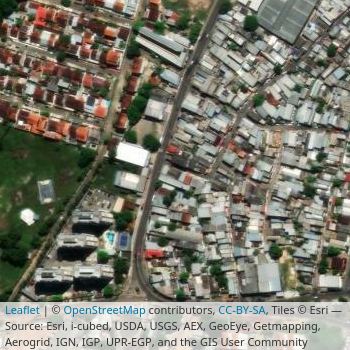 Leaflet | © OpenStreetMap contributors, CC-BY-SA, Tiles © Esri —
Source: Esri, i-cubed, USDA, USGS, AEX, GeoEye, Getmapping,
Aerogrid, IGN, IGP, UPR-EGP, and the GIS User Community